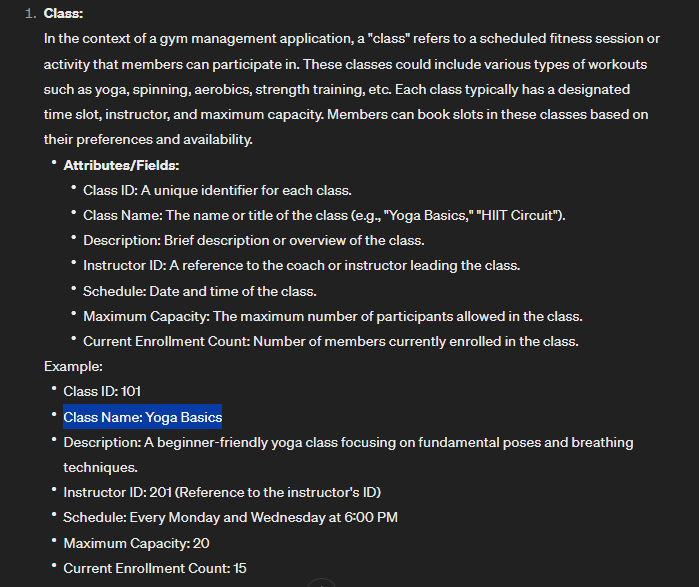 1. Class:
In the context of a gym management application, a "class" refers to a scheduled fitness session or
activity that members can participate in. These classes could include various types of workouts
such as yoga, spinning, aerobics, strength training, etc. Each class typically has a designated
time slot, instructor, and maximum capacity. Members can book slots in these classes based on
their preferences and availability.
• Attributes/Fields:
• Class ID: A unique identifier for each class.
• Class Name: The name or title of the class (e.g., "Yoga Basics," "HIIT Circuit").
• Description: Brief description or overview of the class.
• Instructor ID: A reference to the coach or instructor leading the class.
• Schedule: Date and time of the class.
• Maximum Capacity: The maximum number of participants allowed in the class.
• Current Enrollment Count: Number of members currently enrolled in the class.
Example:
• Class ID: 101
• Class Name: Yoga Basics
• Description: A beginner-friendly yoga class focusing on fundamental poses and breathing
techniques.
• Instructor ID: 201 (Reference to the instructor's ID)
• Schedule: Every Monday and Wednesday at 6:00 PM
• Maximum Capacity: 20
• Current Enrollment Count: 15